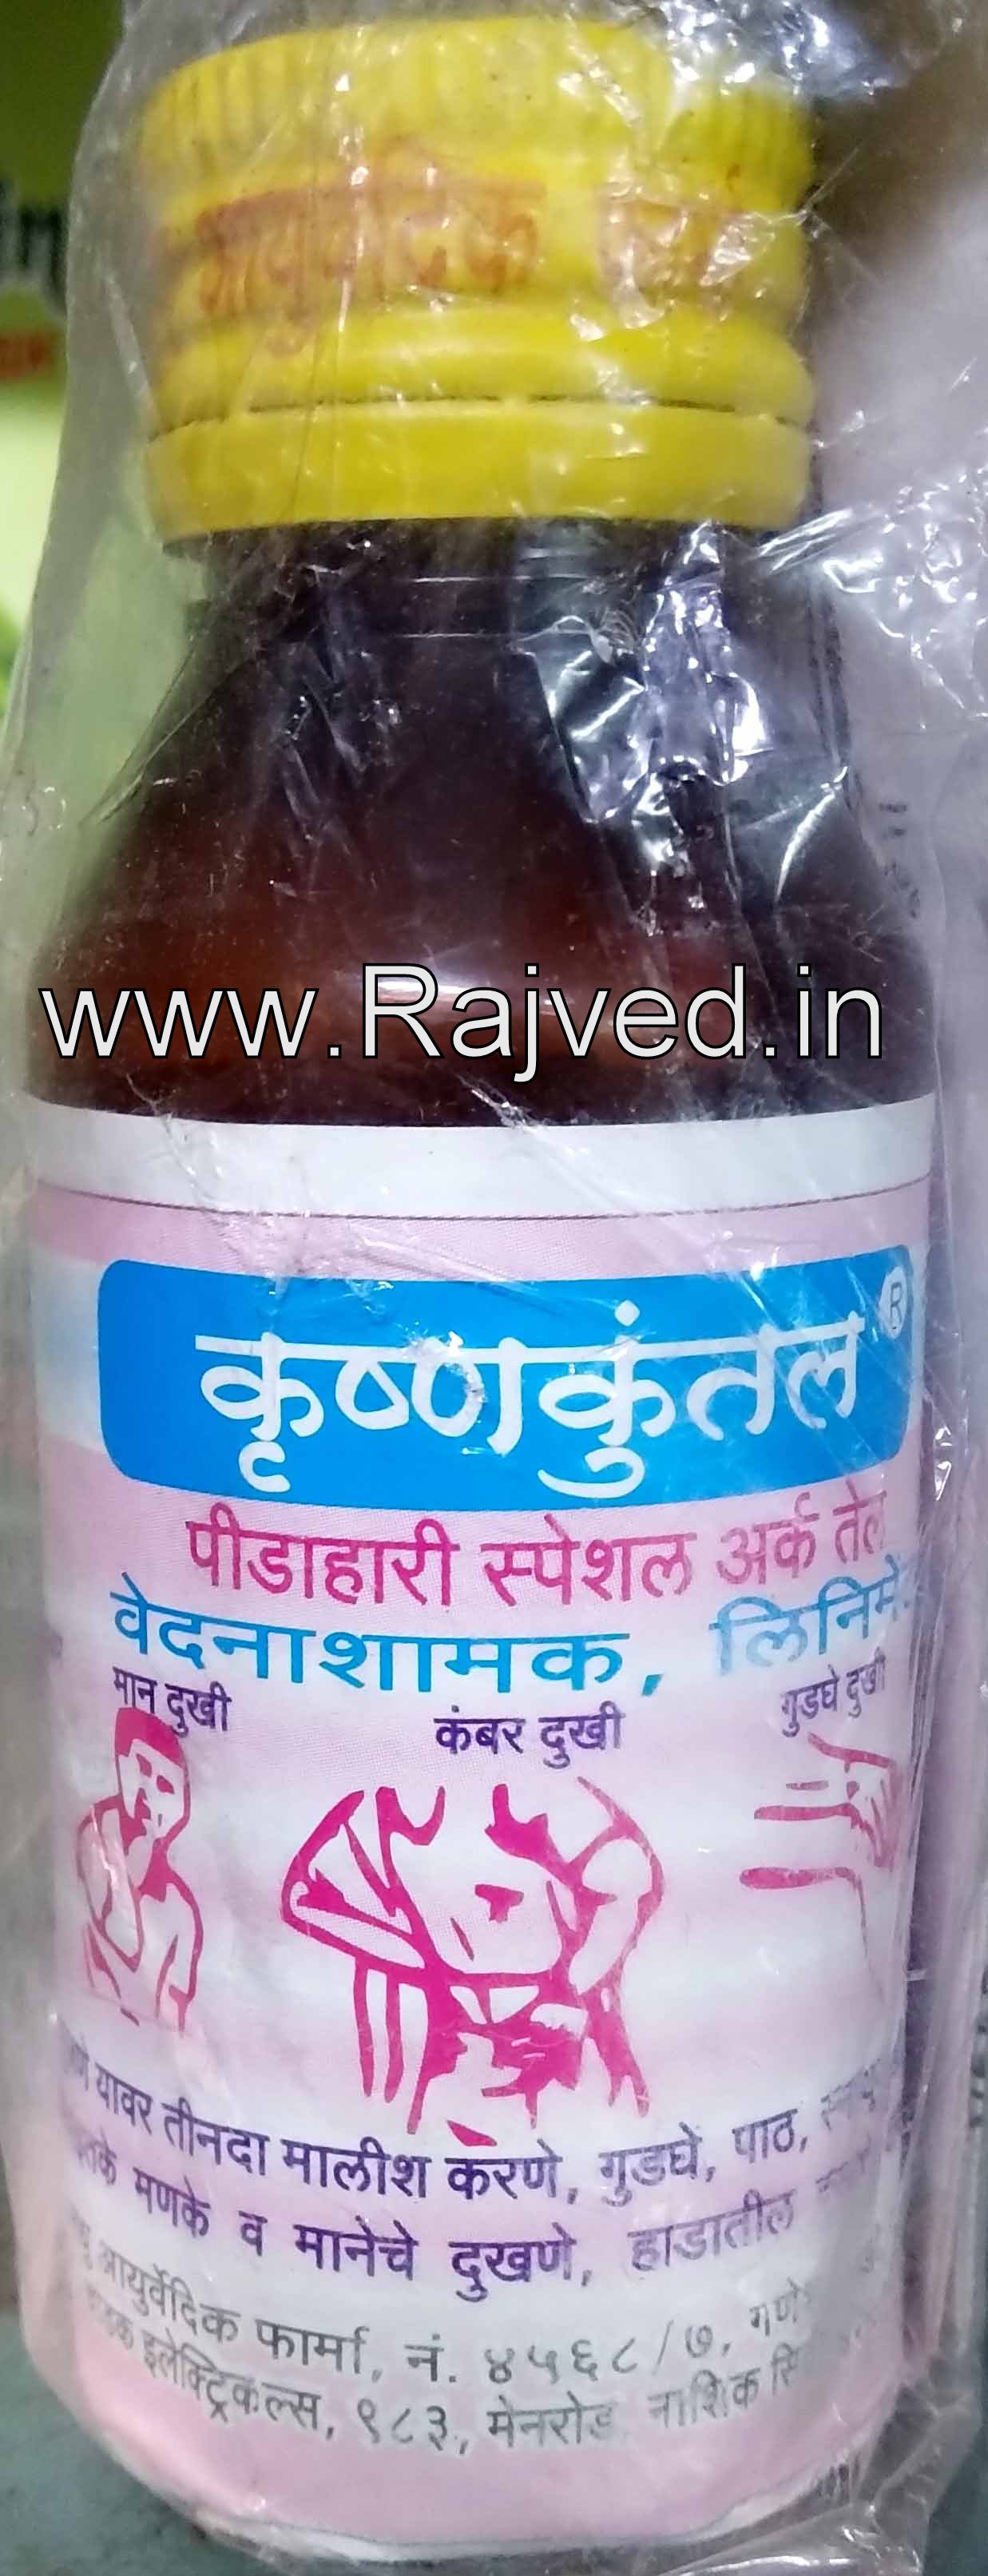 आयुर्वेदिक
www.Rajved.in
कृष्णकुंतल ®
पीडाहारी स्पेशल अर्क तेल
वेदनाशामक,
मान दुखी कंबर दुखी गुडघे दुखी
यावर तीनदा मालीश करणे, गुडघे, पाठ,
मणके व मानेचे दुखणे, हाडातील
आयुर्वेदिक फार्मा, नं. ४५६८/७,
इलेक्ट्रिकल्स, ९८३, मेनरोड नाशिक